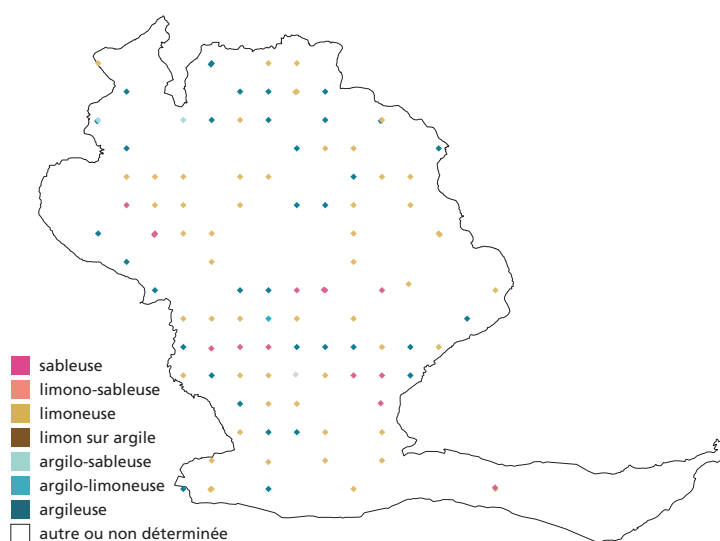 sableuse
limono-sableuse
limoneuse
limon sur argile
argilo-sableuse
argilo-limoneuse
argileuse
autre ou non déterminée